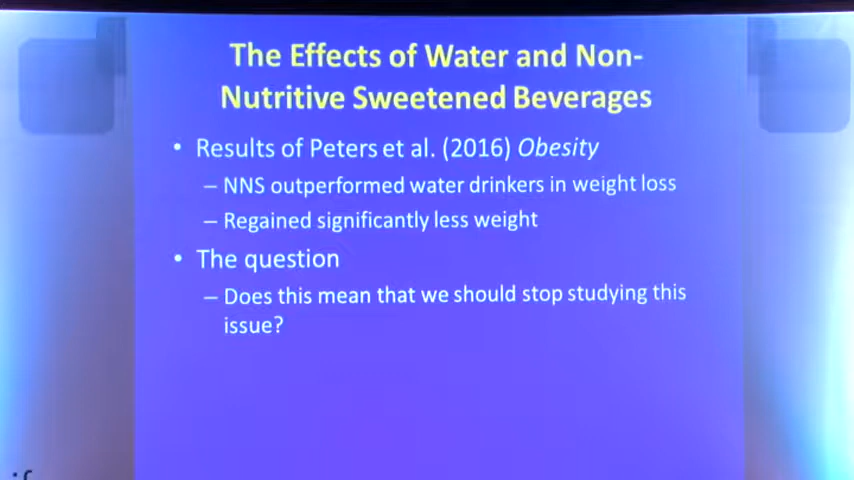 The Effects of Water and Non-
Nutritive Sweetened Beverages
• Results of Peters et al. (2016) Obesity
– NNS outperformed water drinkers in weight loss
– Regained significantly less weight
• The question
– Does this mean that we should stop studying this
issue?